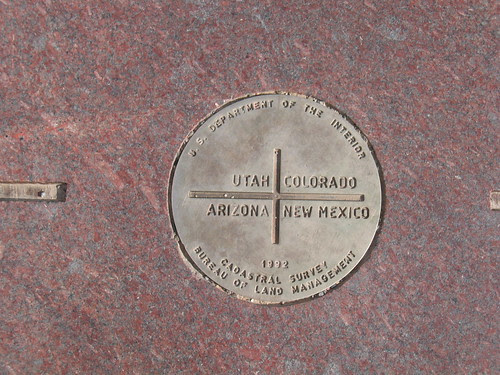 U.S. DEPARTMENT OF THE INTERIOR
UTAH COLORADO
ARIZONA NEW MEXICO
1992
CADASTRAL SURVEY
BUREAU OF LAND MANAGEMENT